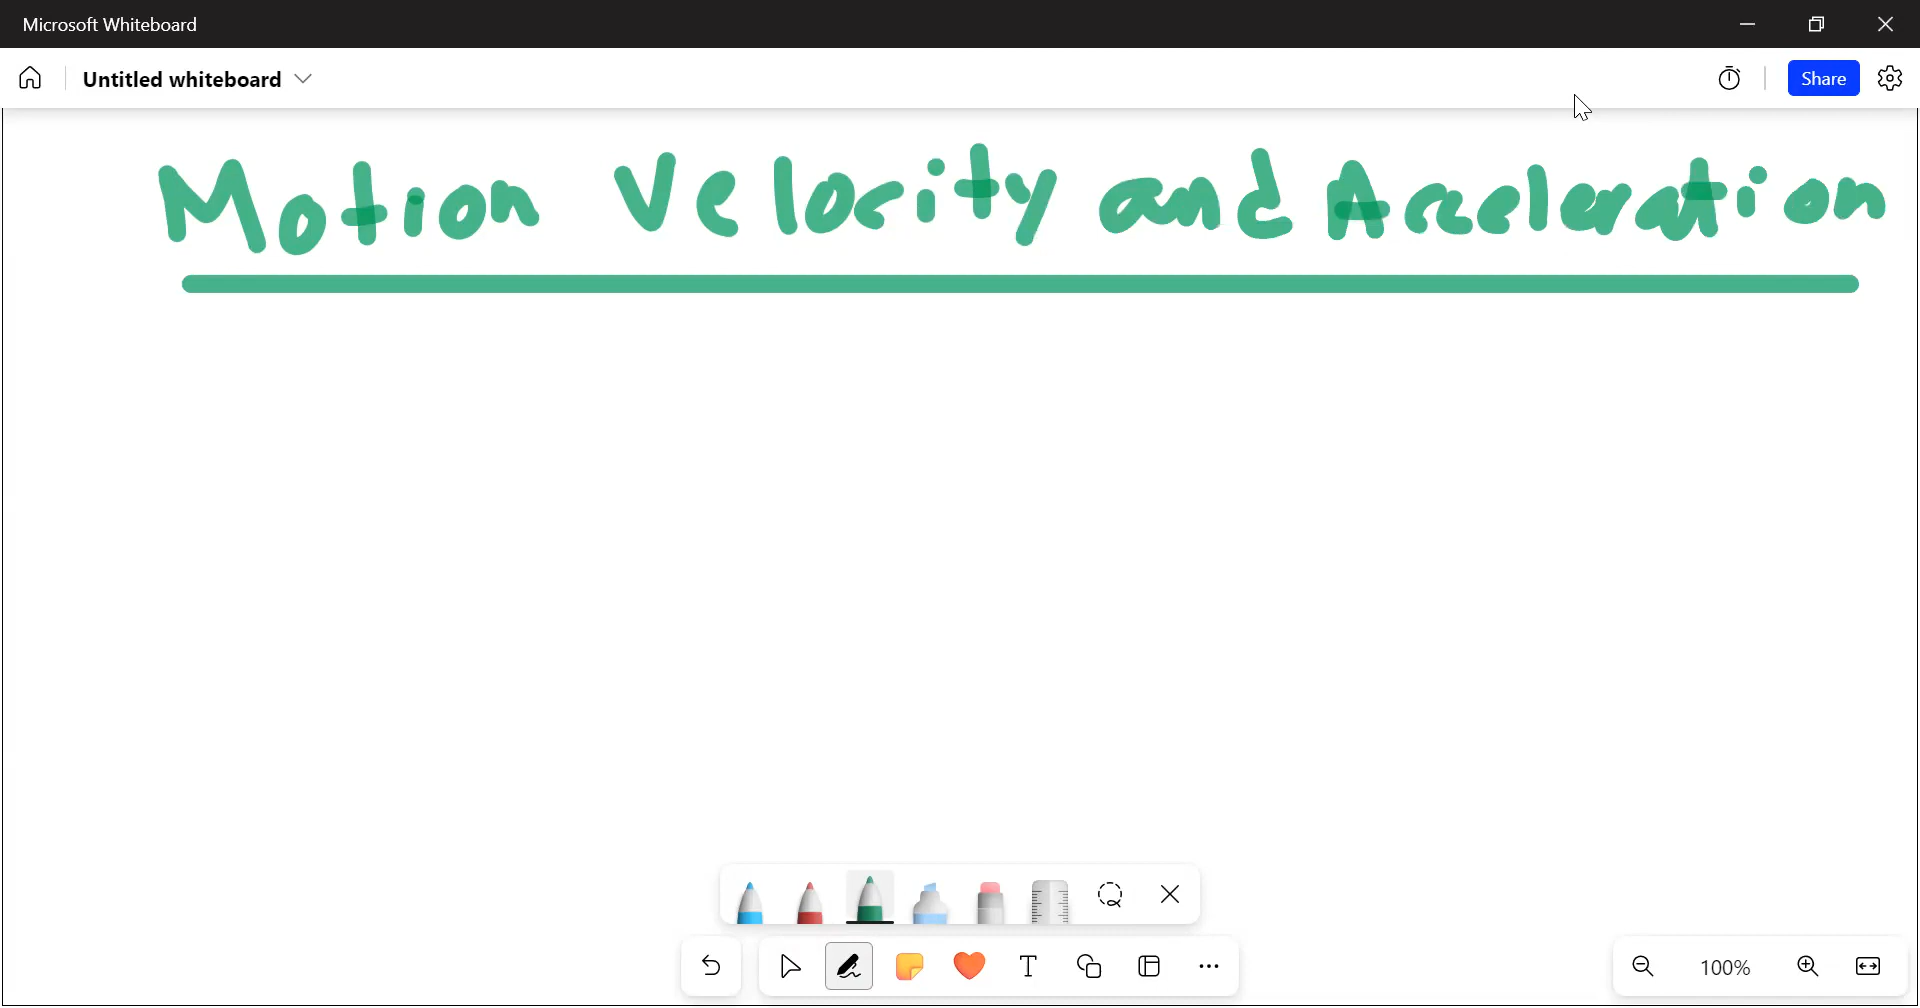 Microsoft Whiteboard
Untitled whiteboard
Share
Motion Velocity and Acceleration
100%